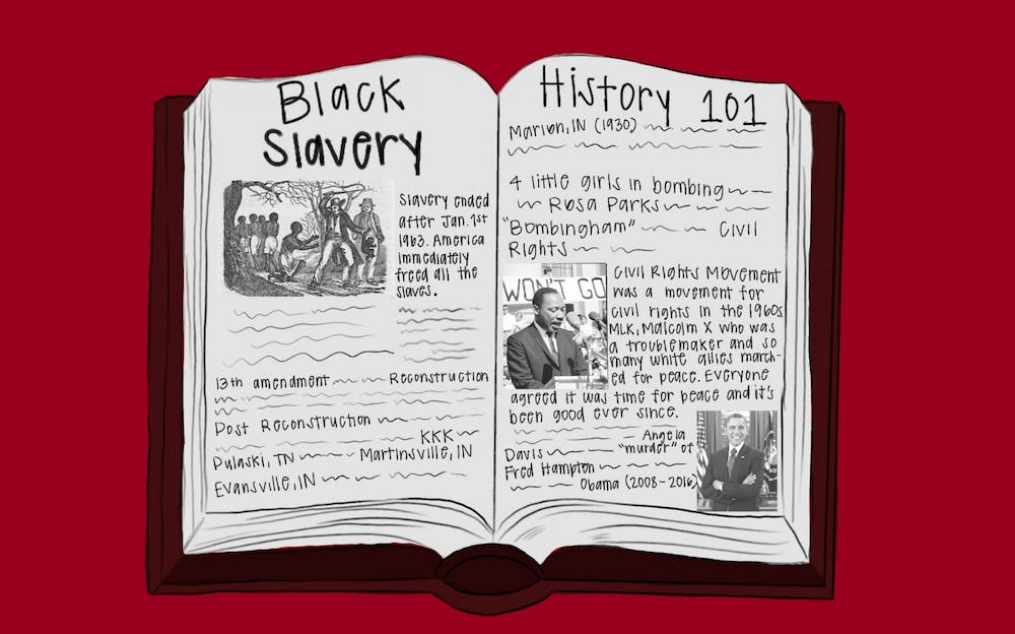 Black
Slavery
Slavery ended
after Jan. 1st
1963. America
immediately
freed all the
slaves.
13th amendment Reconstruction
Post Reconstruction
KKK
Pulaski, TN Martinsville, IN
Evansville, IN
History 101
Marion, IN (1930)
4 little girls in bombing
Rosa Parks
"Bombingham" Civil
Rights
WON'T GO
Civil Rights Movement
was a movement for
civil rights in the 1960s
MLK, Malcolm X who was
a troublemaker and so
many white allies march-
ed for peace. Everyone
agreed it was time for peace and it's
been good ever since.
Angela
Davis "murder" of
Fred Hampton
Obama (2008-2016)